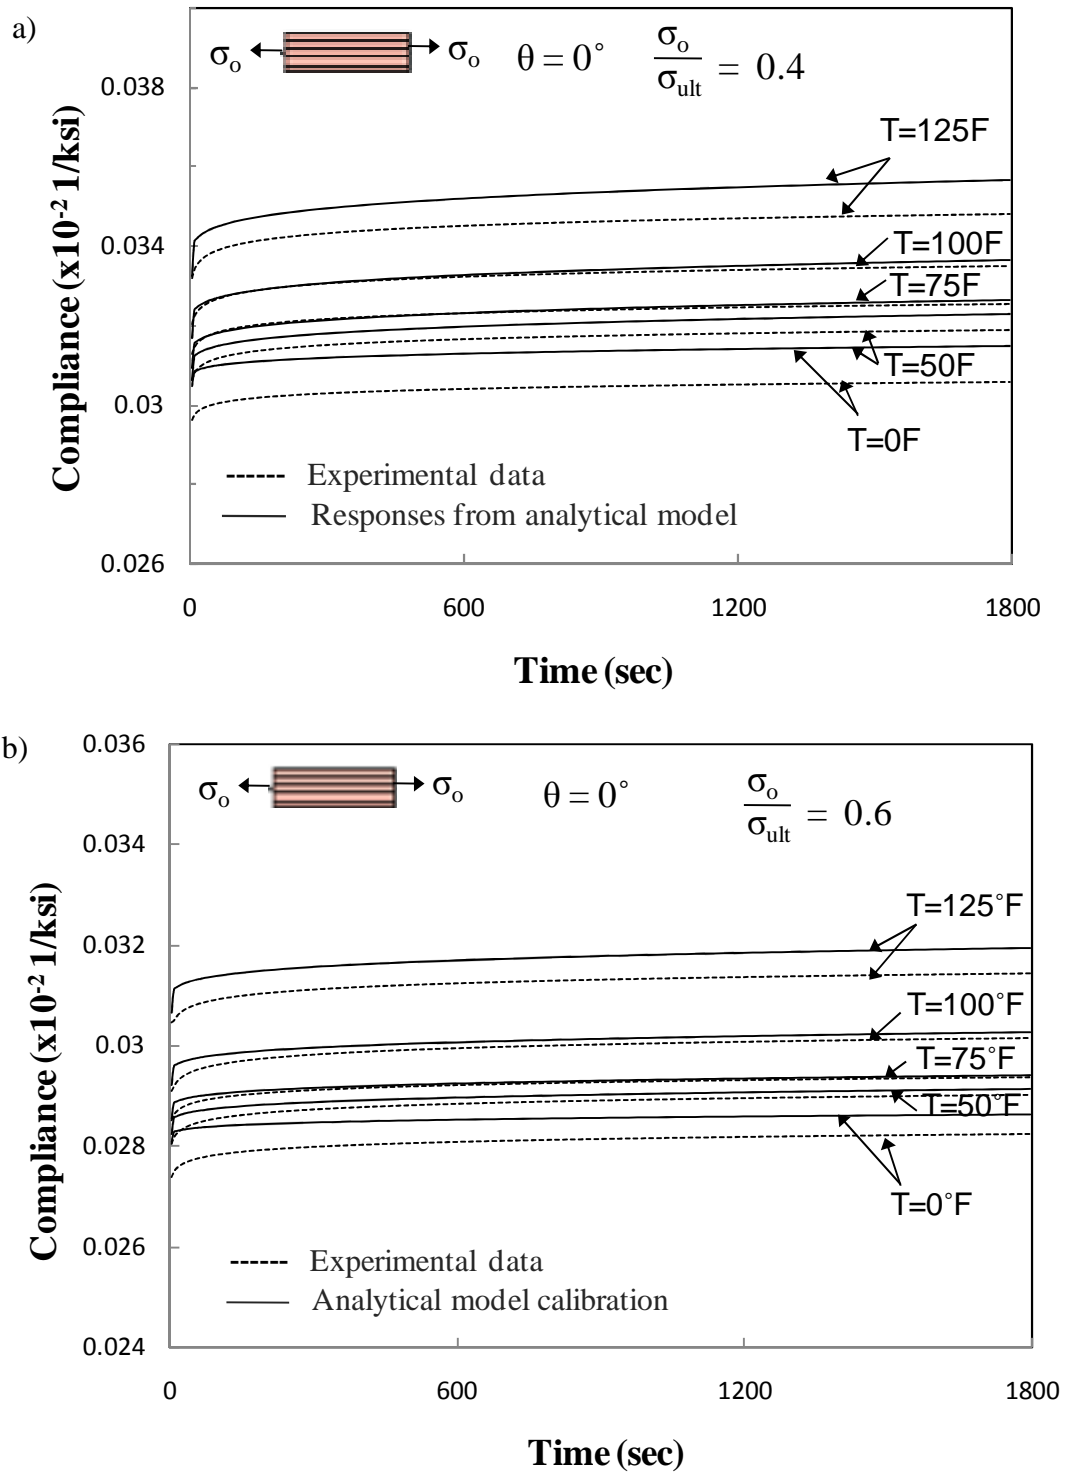 a)
σo σo θ = 0° σo/σult = 0.4
0.038
T=125F
0.034
T=100F
T=75F
T=50F
0.03
T=0F
Experimental data
Responses from analytical model
0.026
0 600 1200 1800
Compliance (x10-2 1/ksi)
Time (sec)
b)
0.036
σo σo θ = 0° σo/σult = 0.6
0.034
T=125°F
0.032
T=100°F
0.03
T=75°F
T=50°F
0.028
T=0°F
0.026
Experimental data
Analytical model calibration
0.024
0 600 1200 1800
Compliance (x10-2 1/ksi)
Time (sec)